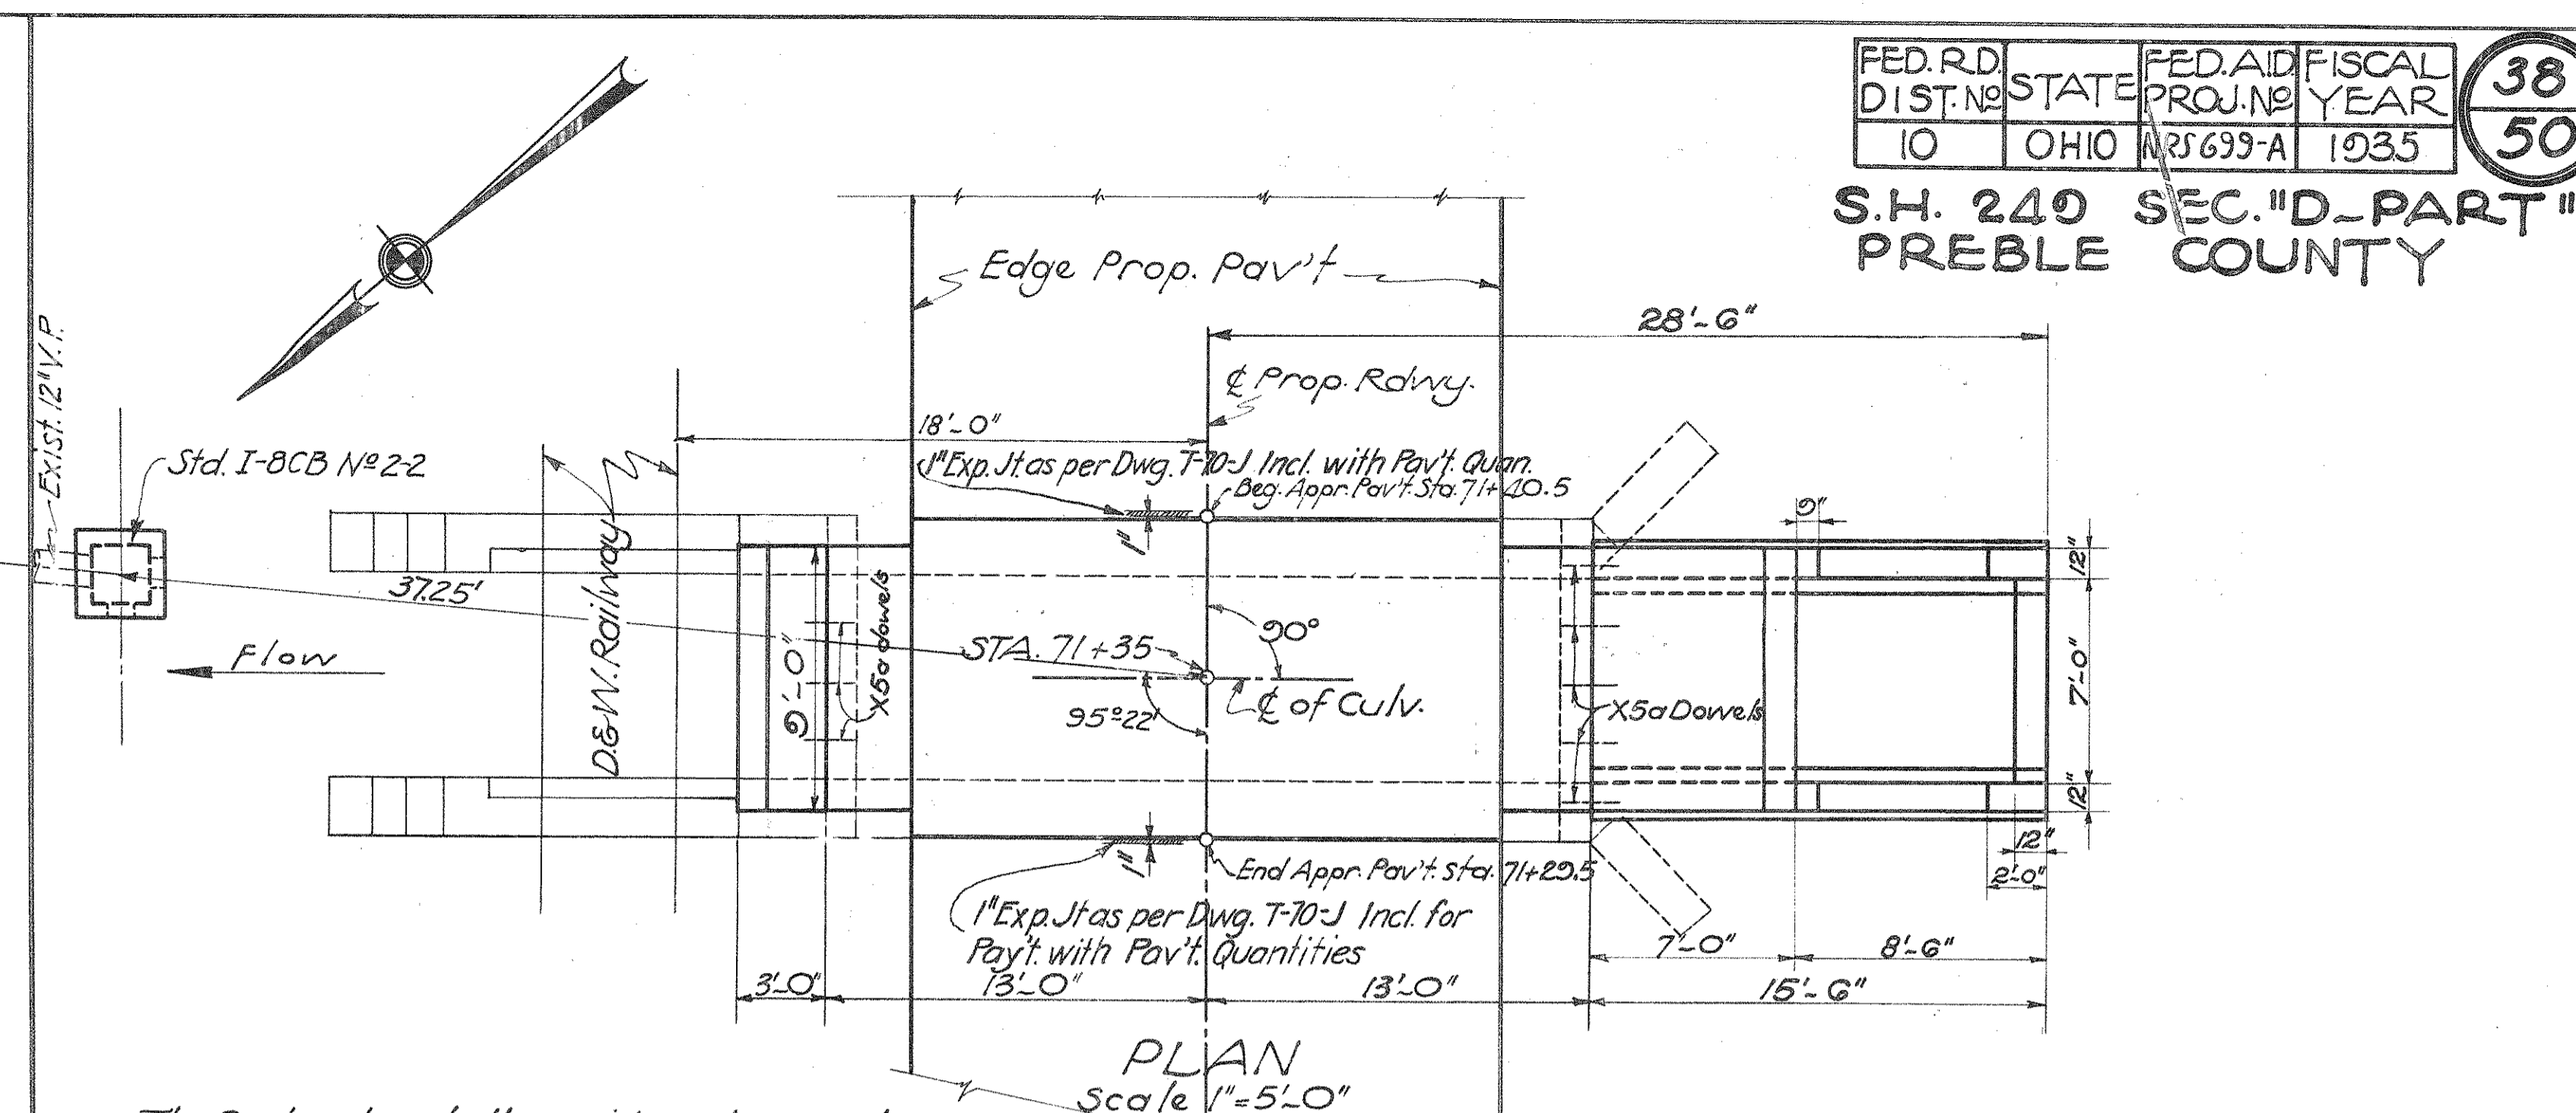 FED. RD. DIST. Nº STATE FED. AID PROJ. Nº FISCAL YEAR
10 OHIO NRS699-A 1935
38
50
S.H. 249 SEC. "D-PART"
PREBLE COUNTY
Edge Prop. Pav't
28'-6"
℄ Prop. Rdwy.
18'-0"
Exist. 12" V.P.
Std. I-8CB Nº 2-2
1" Exp. Jt as per Dwg. T-70-J Incl. with Pav't. Quan.
Beg. Appr. Pav't. Sta. 71+40.5
1"
9"
12"
37.25'
D.&W. Railway
9'-0"
X5a dowels
Flow
STA. 71+35
90°
℄ of Culv.
95°22'
X5a Dowels
7'-0"
12"
12"
2'-0"
1"
End Appr. Pav't. Sta. 71+29.5
1" Exp. Jt as per Dwg. T-70-J Incl. for
Pay't. with Pav't. Quantities
7'-0"
8'-6"
3'-0"
13'-0"
13'-0"
15'-6"
PLAN
Scale 1"=5'-0"